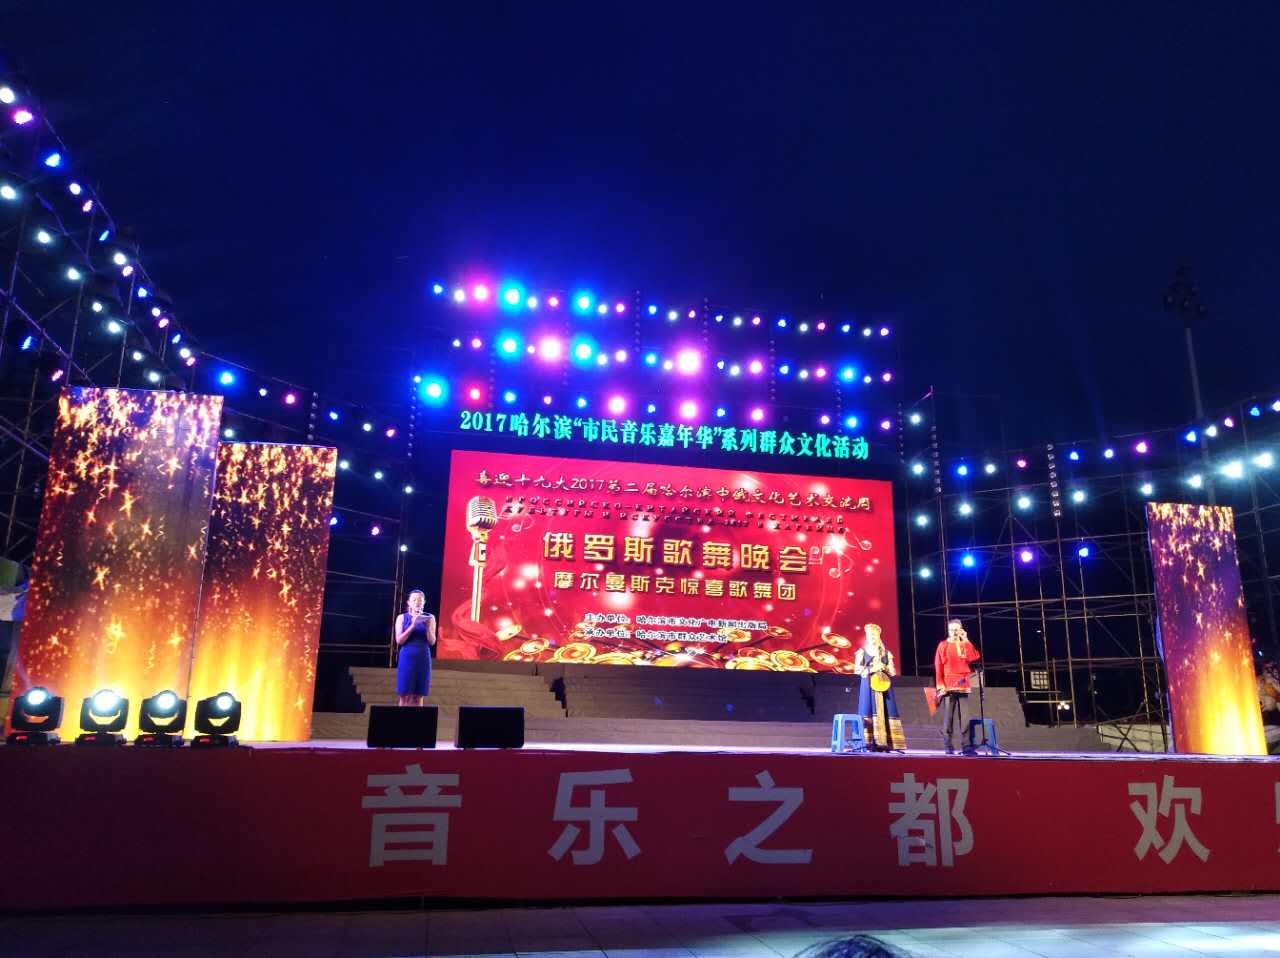 2017哈尔滨“市民音乐嘉年华”系列群众文化活动
喜迎十九大2017第二届哈尔滨中俄文化艺术交流周
俄罗斯歌舞晚会
摩尔曼斯克惊喜歌舞团
主办单位：哈尔滨市文化广电新闻出版局
承办单位：哈尔滨市群众艺术馆
音乐之都 欢